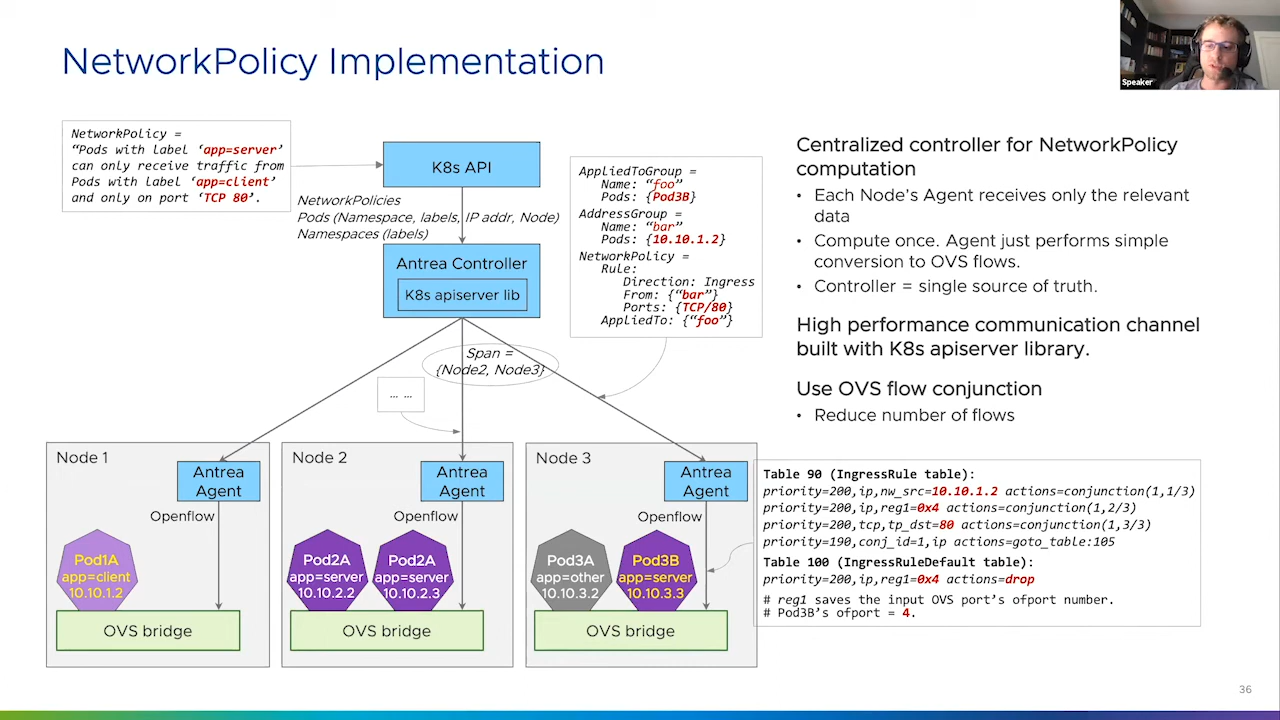 NetworkPolicy Implementation
Speaker
NetworkPolicy =
“Pods with label ‘app=server’
can only receive traffic from
Pods with label ‘app=client’
and only on port ‘TCP 80’.
K8s API
NetworkPolicies
Pods (Namespace, labels, IP addr, Node)
Namespaces (labels)
Antrea Controller
K8s apiserver lib
AppliedToGroup =
Name: “foo”
Pods: {Pod3B}
AddressGroup =
Name: “bar”
Pods: {10.10.1.2}
NetworkPolicy =
Rule:
Direction: Ingress
From: {“bar”}
Ports: {TCP/80}
AppliedTo: {“foo”}
Span =
{Node2, Node3}
... ...
Centralized controller for NetworkPolicy
computation
• Each Node’s Agent receives only the relevant
data
• Compute once. Agent just performs simple
conversion to OVS flows.
• Controller = single source of truth.
High performance communication channel
built with K8s apiserver library.
Use OVS flow conjunction
• Reduce number of flows
Node 1
Antrea
Agent
Openflow
Pod1A
app=client
10.10.1.2
OVS bridge
Node 2
Antrea
Agent
Openflow
Pod2A
app=server
10.10.2.2
Pod2A
app=server
10.10.2.3
OVS bridge
Node 3
Antrea
Agent
Openflow
Pod3A
app=other
10.10.3.2
Pod3B
app=server
10.10.3.3
OVS bridge
Table 90 (IngressRule table):
priority=200,ip,nw_src=10.10.1.2 actions=conjunction(1,1/3)
priority=200,ip,reg1=0x4 actions=conjunction(1,2/3)
priority=200,tcp,tp_dst=80 actions=conjunction(1,3/3)
priority=190,conj_id=1,ip actions=goto_table:105
Table 100 (IngressRuleDefault table):
priority=200,ip,reg1=0x4 actions=drop
# reg1 saves the input OVS port’s ofport number.
# Pod3B’s ofport = 4.
36